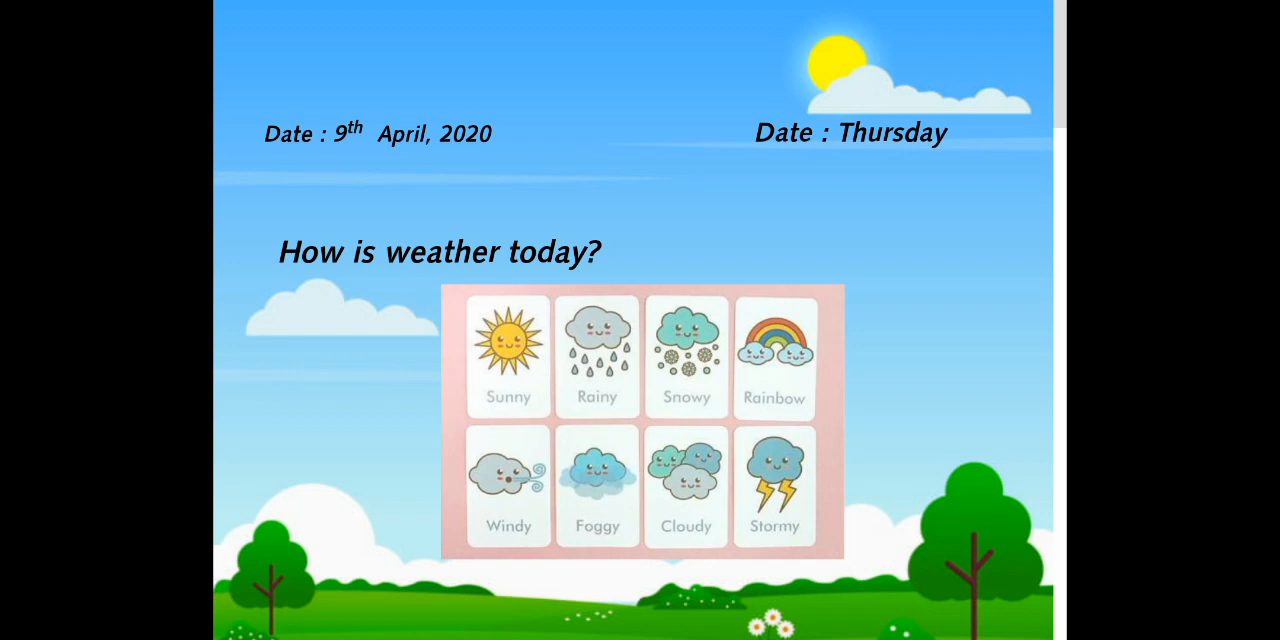 Date : 9th April, 2020
Date : Thursday
How is weather today?
Sunny Rainy Snowy Rainbow
Windy Foggy Cloudy Stormy